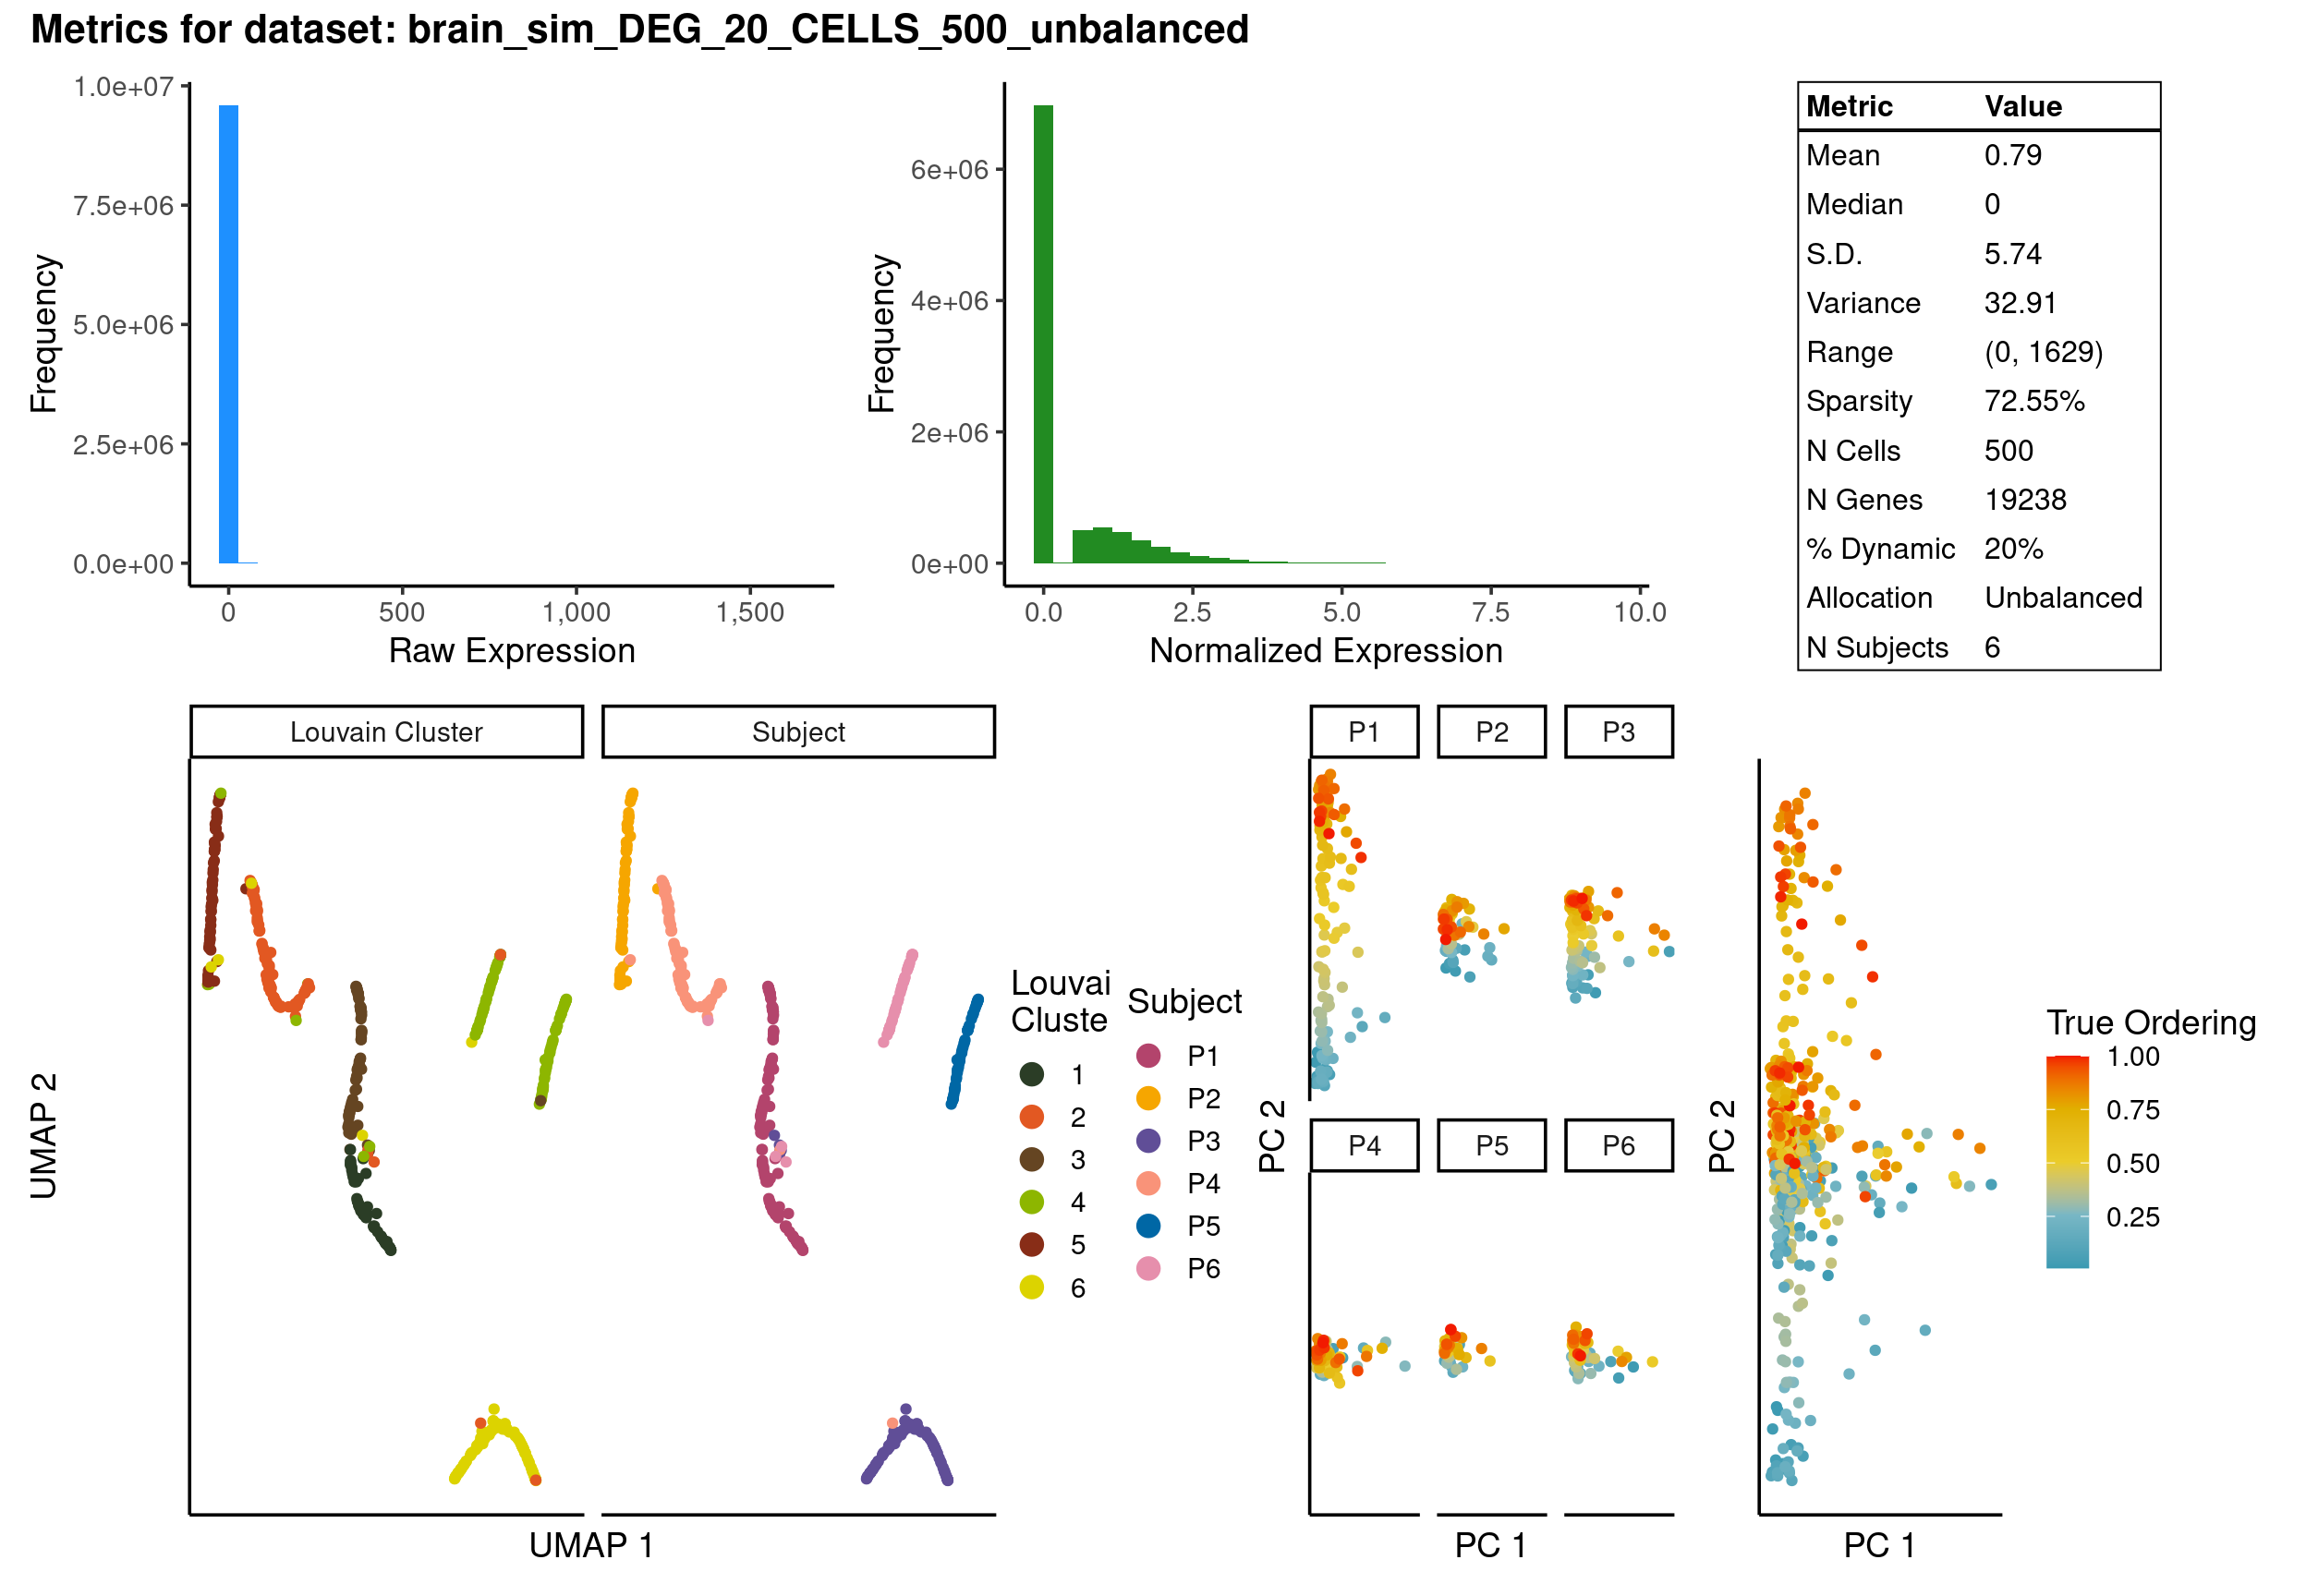 Metrics for dataset: brain_sim_DEG_20_CELLS_500_unbalanced
1.0e+07
7.5e+06
5.0e+06
2.5e+06
0.0e+00
Frequency
0
500
1,000
1,500
Raw Expression
6e+06
4e+06
2e+06
0e+00
Frequency
0.0
2.5
5.0
7.5
10.0
Normalized Expression
Metric Value
Mean 0.79
Median 0
S.D. 5.74
Variance 32.91
Range (0, 1629)
Sparsity 72.55%
N Cells 500
N Genes 19238
% Dynamic 20%
Allocation Unbalanced
N Subjects 6
Louvain Cluster
Subject
UMAP 2
UMAP 1
Louvai
Cluste
1
2
3
4
5
6
Subject
P1
P2
P3
P4
P5
P6
P1
P2
P3
P4
P5
P6
PC 2
PC 1
PC 2
PC 1
True Ordering
1.00
0.75
0.50
0.25